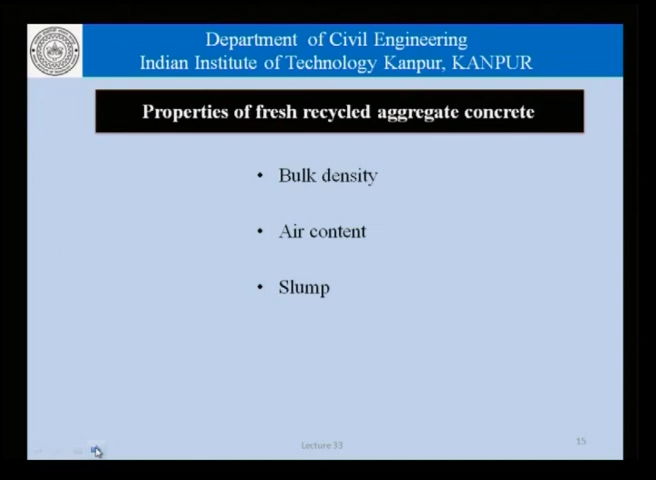 Department of Civil Engineering
Indian Institute of Technology Kanpur, KANPUR
Properties of fresh recycled aggregate concrete
• Bulk density
• Air content
• Slump
Lecture 33
15